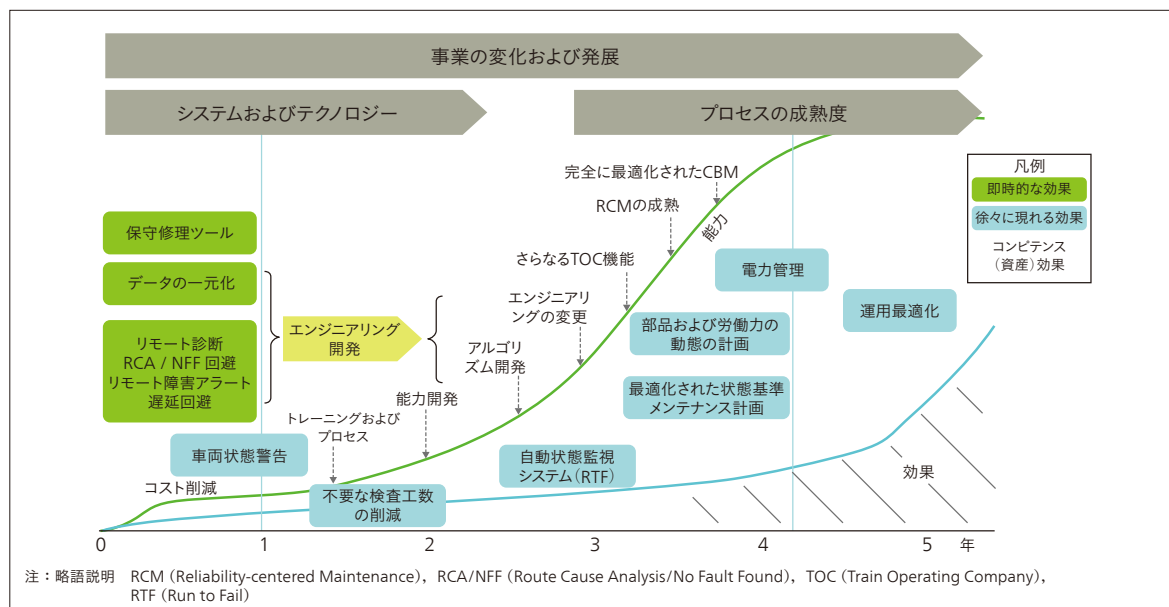 事業の変化および発展
システムおよびテクノロジー
プロセスの成熟度
凡例
即時的な効果
徐々に現れる効果
コンピテンス
(資産)効果
完全に最適化されたCBM
RCMの成熟
能力
保守修理ツール
さらなるTOC機能
電力管理
データの一元化
エンジニアリ
ングの変更
運用最適化
エンジニアリング
開発
部品および労働力の
動態の計画
リモート診断
RCA / NFF 回避
リモート障害アラート
遅延回避
アルゴリ
ズム開発
最適化された状態基準
メンテナンス計画
能力開発
トレーニングおよび
プロセス
車両状態警告
自動状態監視
システム(RTF)
効果
コスト削減
不要な検査工数
の削減
0 1 2 3 4 5 年
注:略語説明 RCM (Reliability-centered Maintenance), RCA/NFF (Route Cause Analysis/No Fault Found), TOC (Train Operating Company),
RTF (Run to Fail)